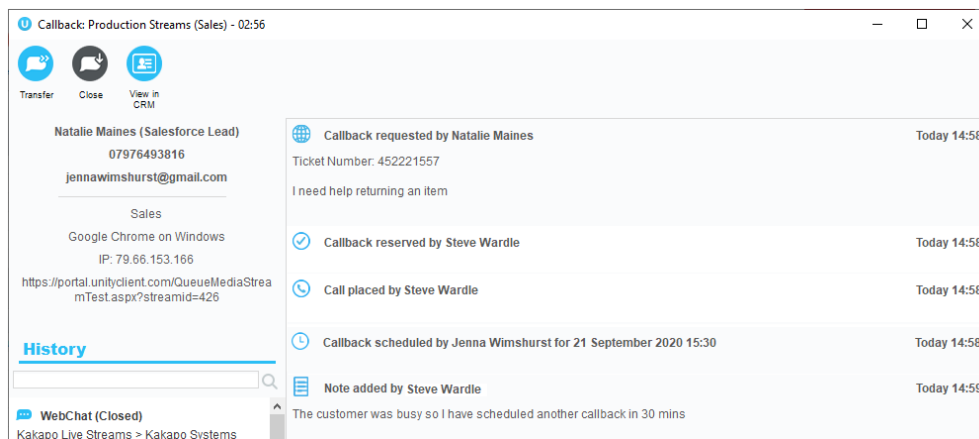 Callback: Production Streams (Sales) - 02:56
Transfer
Close
View in
CRM
Natalie Maines (Salesforce Lead)
07976493816
jennawimshurst@gmail.com
Sales
Google Chrome on Windows
IP: 79.66.153.166
https://portal.unityclient.com/QueueMediaStrea
mTest.aspx?streamid=426
History
WebChat (Closed)
Kakapo Live Streams > Kakapo Systems
Callback requested by Natalie Maines Today 14:58
Ticket Number: 452221557
I need help returning an item
Callback reserved by Steve Wardle Today 14:58
Call placed by Steve Wardle Today 14:58
Callback scheduled by Jenna Wimshurst for 21 September 2020 15:30 Today 14:58
Note added by Steve Wardle Today 14:59
The customer was busy so I have scheduled another callback in 30 mins